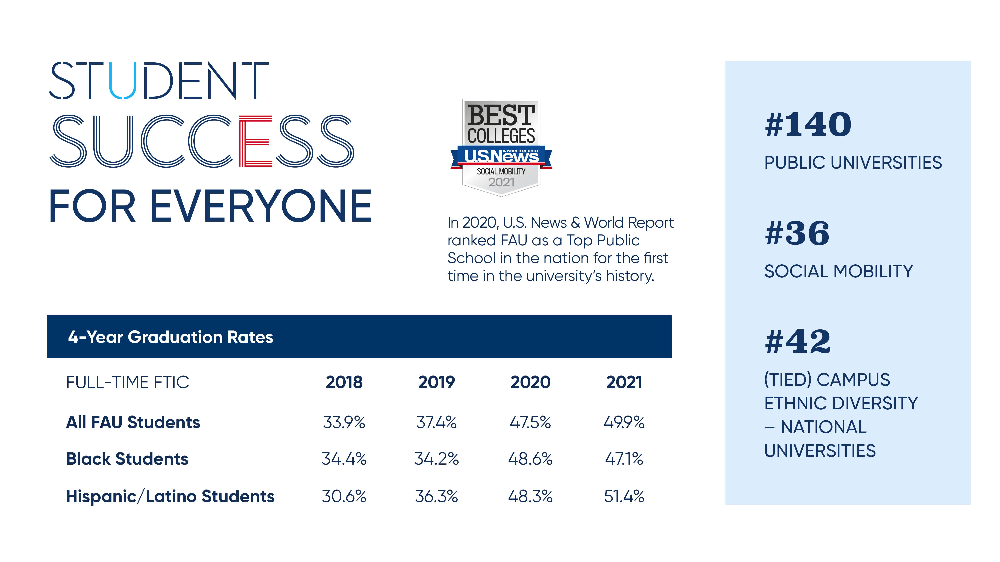 STUDENT
SUCCESS
FOR EVERYONE
BEST
COLLEGES
U.S.News & WORLD REPORT
SOCIAL MOBILITY
2021
In 2020, U.S. News & World Report
ranked FAU as a Top Public
School in the nation for the first
time in the university’s history.
4-Year Graduation Rates
FULL-TIME FTIC 2018 2019 2020 2021
All FAU Students 33.9% 37.4% 47.5% 49.9%
Black Students 34.4% 34.2% 48.6% 47.1%
Hispanic/Latino Students 30.6% 36.3% 48.3% 51.4%
#140
PUBLIC UNIVERSITIES
#36
SOCIAL MOBILITY
#42
(TIED) CAMPUS
ETHNIC DIVERSITY
– NATIONAL
UNIVERSITIES